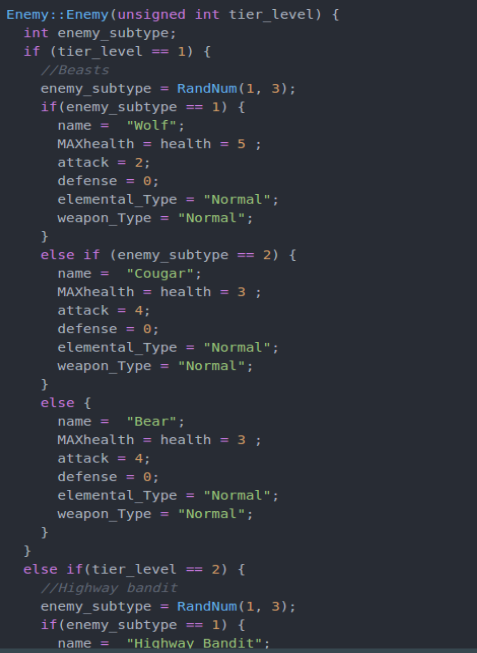 Enemy::Enemy(unsigned int tier_level) {
  int enemy_subtype;
  if (tier_level == 1) {
    //Beasts
    enemy_subtype = RandNum(1, 3);
    if(enemy_subtype == 1) {
      name =  "Wolf";
      MAXhealth = health = 5 ;
      attack = 2;
      defense = 0;
      elemental_Type = "Normal";
      weapon_Type = "Normal";
    }
    else if (enemy_subtype == 2) {
      name =  "Cougar";
      MAXhealth = health = 3 ;
      attack = 4;
      defense = 0;
      elemental_Type = "Normal";
      weapon_Type = "Normal";
    }
    else {
      name =  "Bear";
      MAXhealth = health = 3 ;
      attack = 4;
      defense = 0;
      elemental_Type = "Normal";
      weapon_Type = "Normal";
    }
  }
  else if(tier_level == 2) {
    //Highway bandit
    enemy_subtype = RandNum(1, 3);
    if(enemy_subtype == 1) {
      name =  "Highway Bandit";